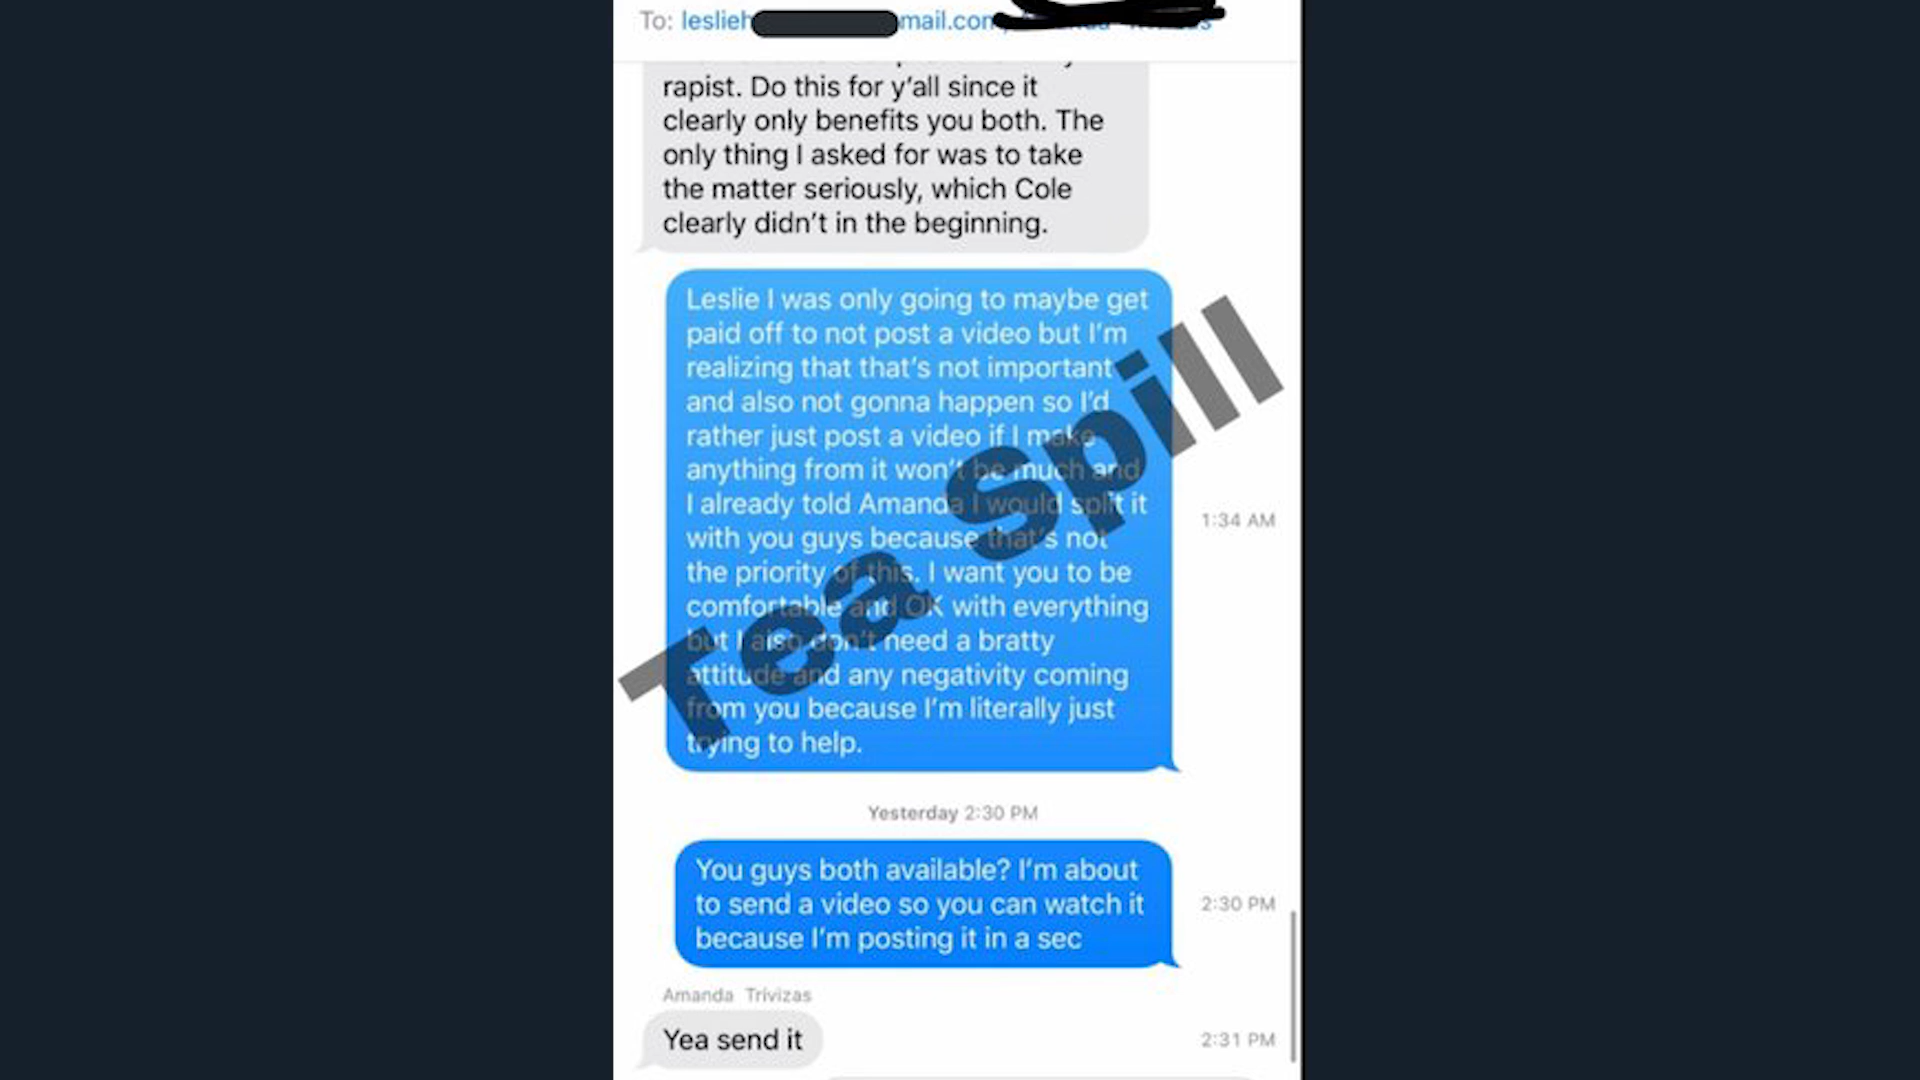 To: leslieh mail.com,
rapist. Do this for y'all since it
clearly only benefits you both. The
only thing I asked for was to take
the matter seriously, which Cole
clearly didn't in the beginning.
Leslie I was only going to maybe get
paid off to not post a video but I'm
realizing that that's not important
and also not gonna happen so I'd
rather just post a video if I make
anything from it won't be much and
I already told Amanda I would split it
with you guys because that's not
the priority of this. I want you to be
comfortable and OK with everything
but I also don't need a bratty
attitude and any negativity coming
from you because I'm literally just
trying to help.
1:34 AM
Tea Spill
Yesterday 2:30 PM
You guys both available? I'm about
to send a video so you can watch it
because I'm posting it in a sec
2:30 PM
Amanda Trivizas
Yea send it
2:31 PM